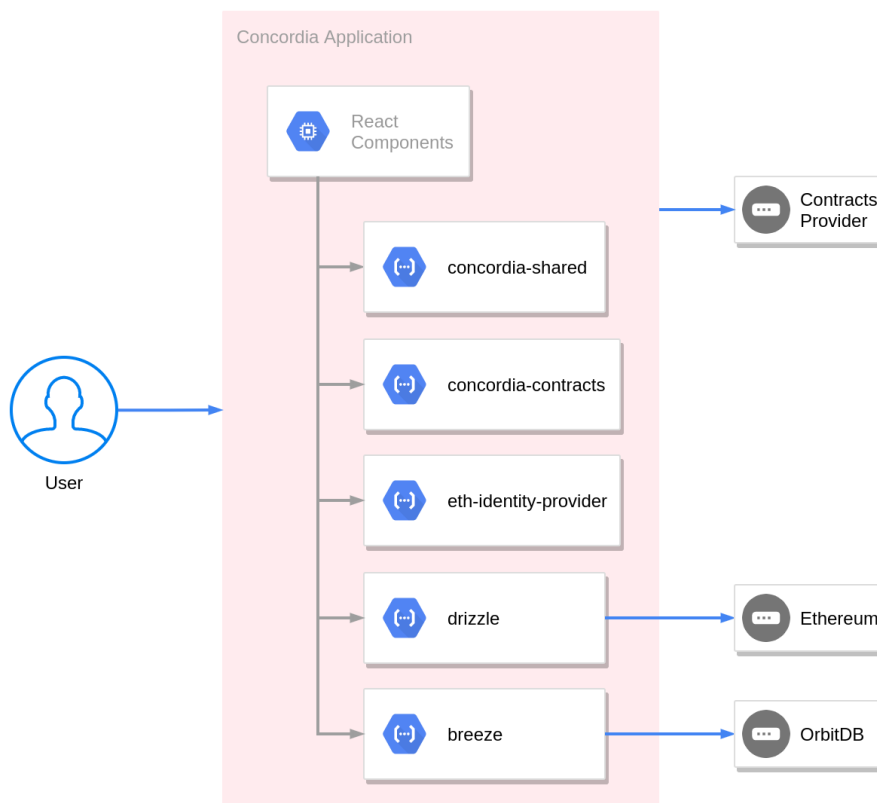 Concordia Application
React
Components
Contracts
Provider
concordia-shared
concordia-contracts
User
eth-identity-provider
drizzle
Ethereum
breeze
OrbitDB